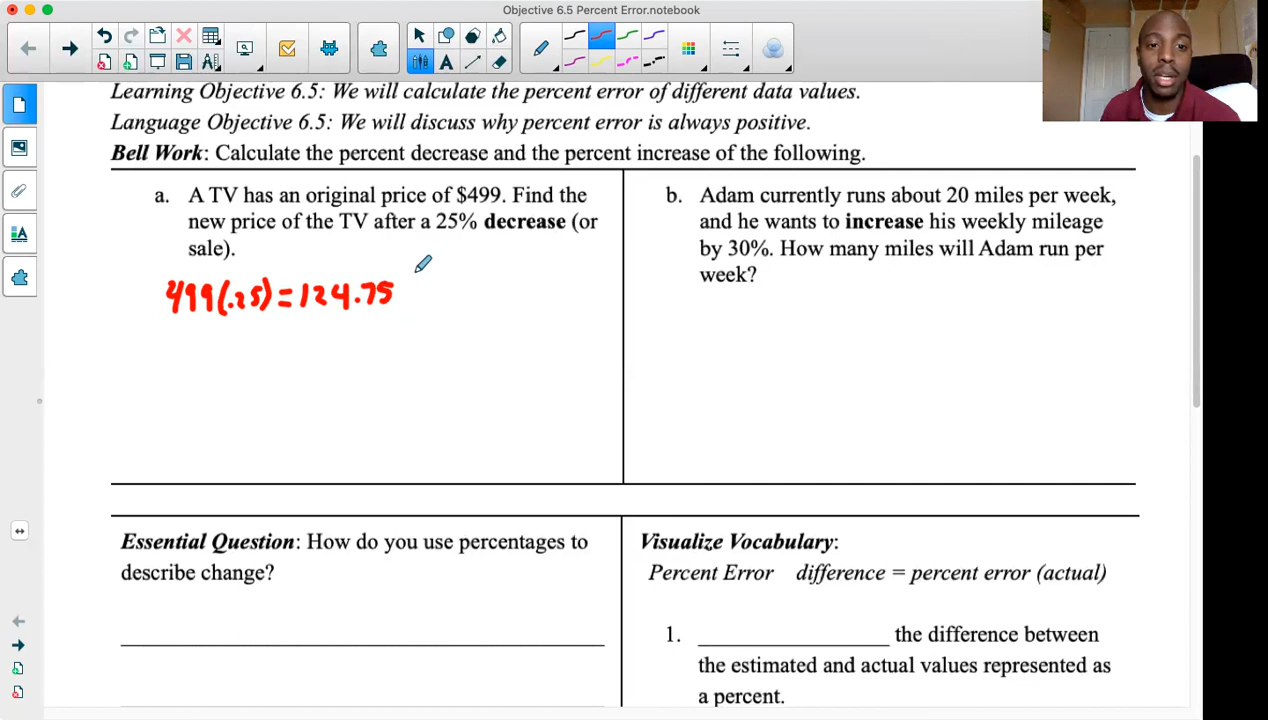 Objective 6.5 Percent Error.notebook
Learning Objective 6.5: We will calculate the percent error of different data values.
Language Objective 6.5: We will discuss why percent error is always positive.
Bell Work: Calculate the percent decrease and the percent increase of the following.
a. A TV has an original price of $499. Find the
new price of the TV after a 25% decrease (or
sale).
499(.25)=124.75
b. Adam currently runs about 20 miles per week,
and he wants to increase his weekly mileage
by 30%. How many miles will Adam run per
week?
Essential Question: How do you use percentages to
describe change?
Visualize Vocabulary:
Percent Error difference = percent error (actual)
1. ________________ the difference between
the estimated and actual values represented as
a percent.